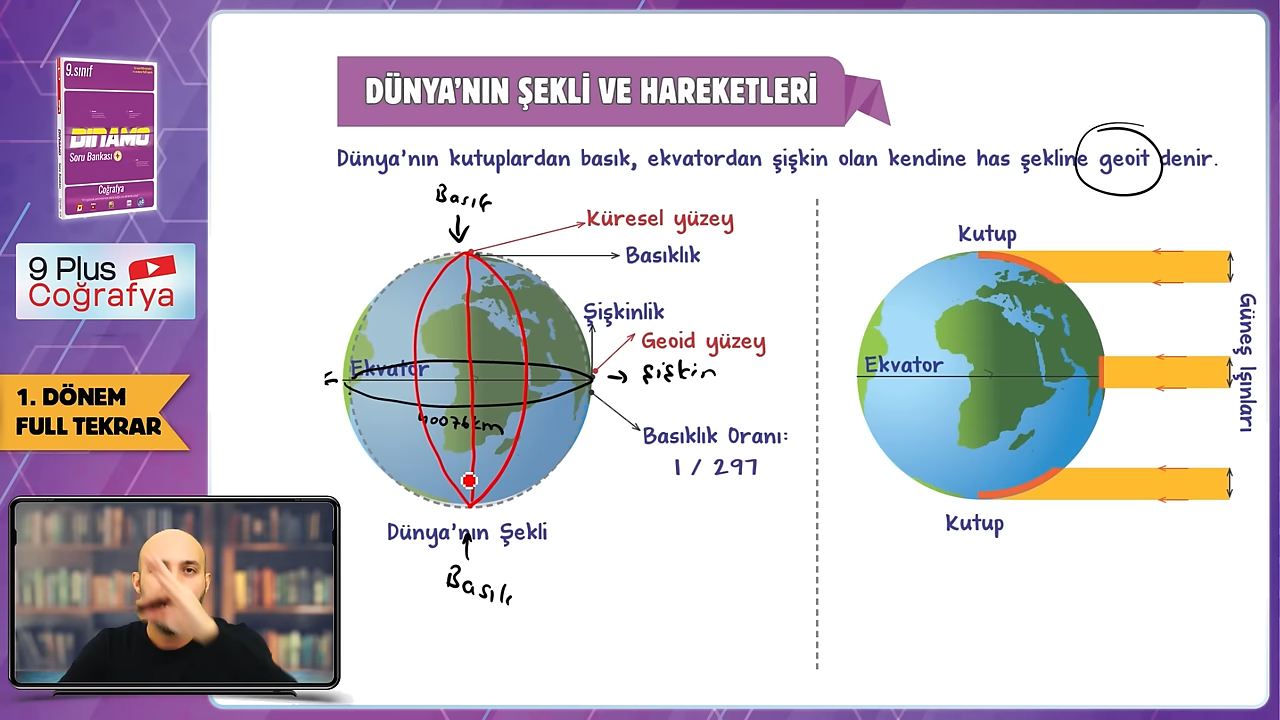 9.sınıf
DİNAMO
Soru Bankası +
Coğrafya
9 Plus
Coğrafya
1. DÖNEM
FULL TEKRAR
DÜNYA'NIN ŞEKLİ VE HAREKETLERİ
Dünya'nın kutuplardan basık, ekvatordan şişkin olan kendine has şekline geoit denir.
Basık
Küresel yüzey
Basıklık
Şişkinlik
Geoid yüzey
şişkin
Ekvator
40076 km
Basıklık Oranı:
1 / 297
Dünya'nın Şekli
Basık
Kutup
Ekvator
Kutup
Güneş Işınları